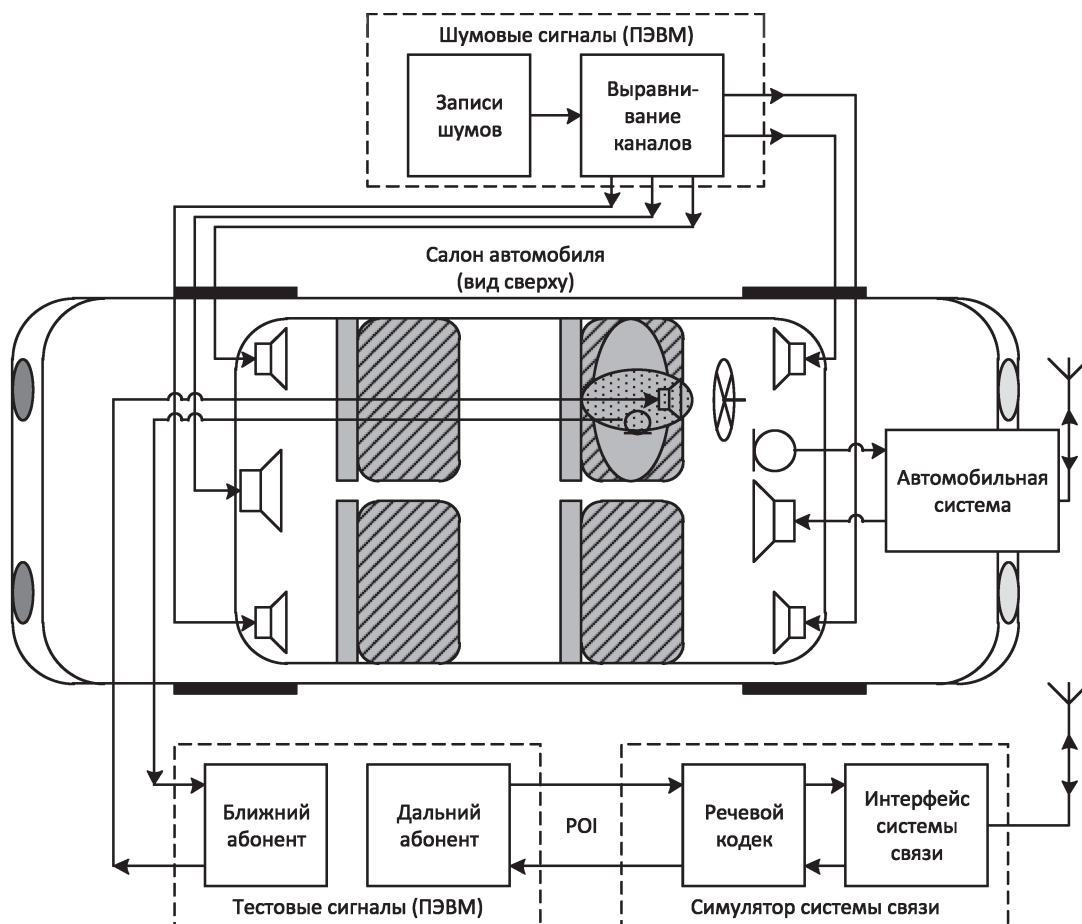 Шумовые сигналы (ПЭВМ)
Записи
шумов
Выравни-
вание
каналов
Салон автомобиля
(вид сверху)
Автомобильная
система
Ближний
абонент
Дальний
абонент
POI
Речевой
кодек
Интерфейс
системы
связи
Тестовые сигналы (ПЭВМ)
Симулятор системы связи